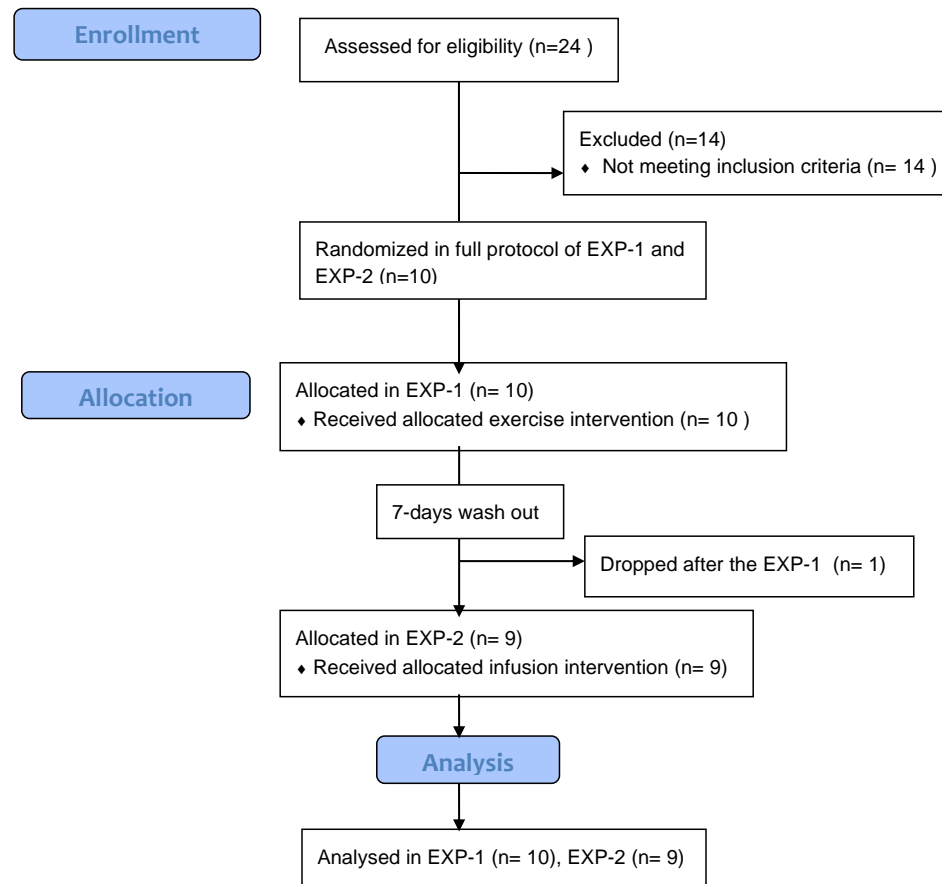 Enrollment
Assessed for eligibility (n=24 )
Excluded (n=14)
♦ Not meeting inclusion criteria (n= 14 )
Randomized in full protocol of EXP-1 and
EXP-2 (n=10)
Allocation
Allocated in EXP-1 (n= 10)
♦ Received allocated exercise intervention (n= 10 )
7-days wash out
Dropped after the EXP-1 (n= 1)
Allocated in EXP-2 (n= 9)
♦ Received allocated infusion intervention (n= 9)
Analysis
Analysed in EXP-1 (n= 10), EXP-2 (n= 9)